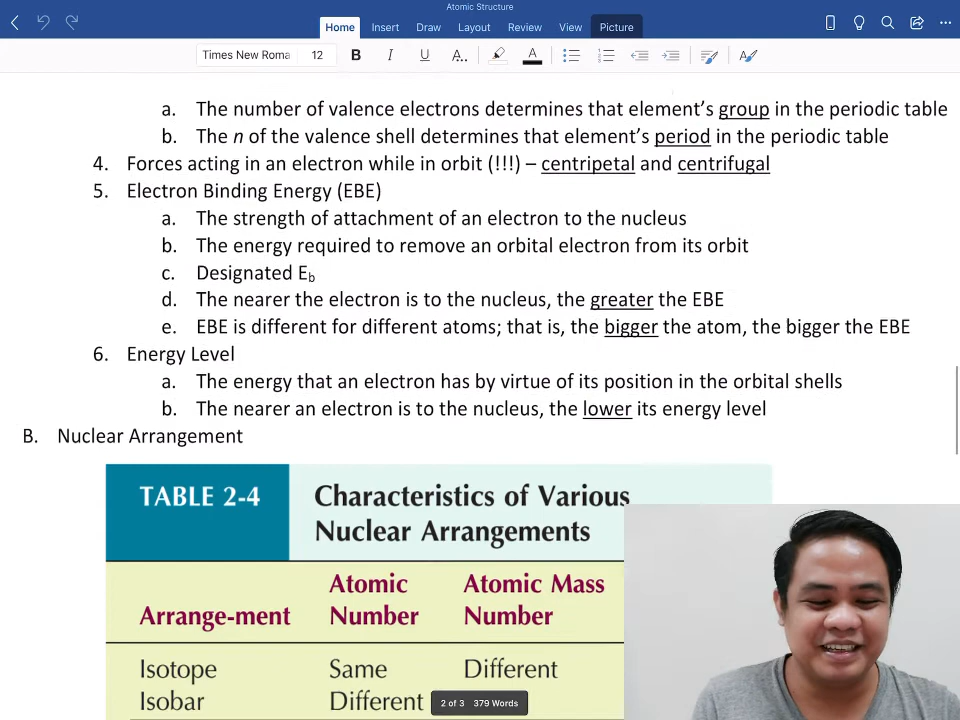 Atomic Structure
Home Insert Draw Layout Review View Picture
Times New Roma 12 B I U A...
a. The number of valence electrons determines that element's group in the periodic table
b. The n of the valence shell determines that element's period in the periodic table
4. Forces acting in an electron while in orbit (!!!) – centripetal and centrifugal
5. Electron Binding Energy (EBE)
a. The strength of attachment of an electron to the nucleus
b. The energy required to remove an orbital electron from its orbit
c. Designated Eb
d. The nearer the electron is to the nucleus, the greater the EBE
e. EBE is different for different atoms; that is, the bigger the atom, the bigger the EBE
6. Energy Level
a. The energy that an electron has by virtue of its position in the orbital shells
b. The nearer an electron is to the nucleus, the lower its energy level
B. Nuclear Arrangement
TABLE 2-4 Characteristics of Various
Nuclear Arrangements
Atomic Atomic Mass
Arrange-ment Number Number
Isotope Same Different
Isobar Different
2 of 3 379 Words